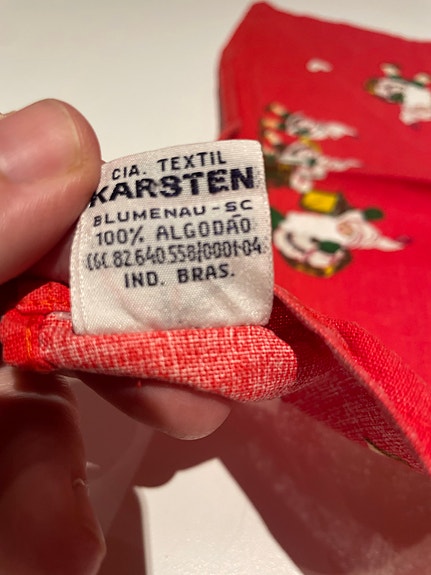 CIA. TEXTIL
KARSTEN
BLUMENAU-SC
100% ALGODÃO
CGC.82.640.558/0001-04
IND. BRAS.